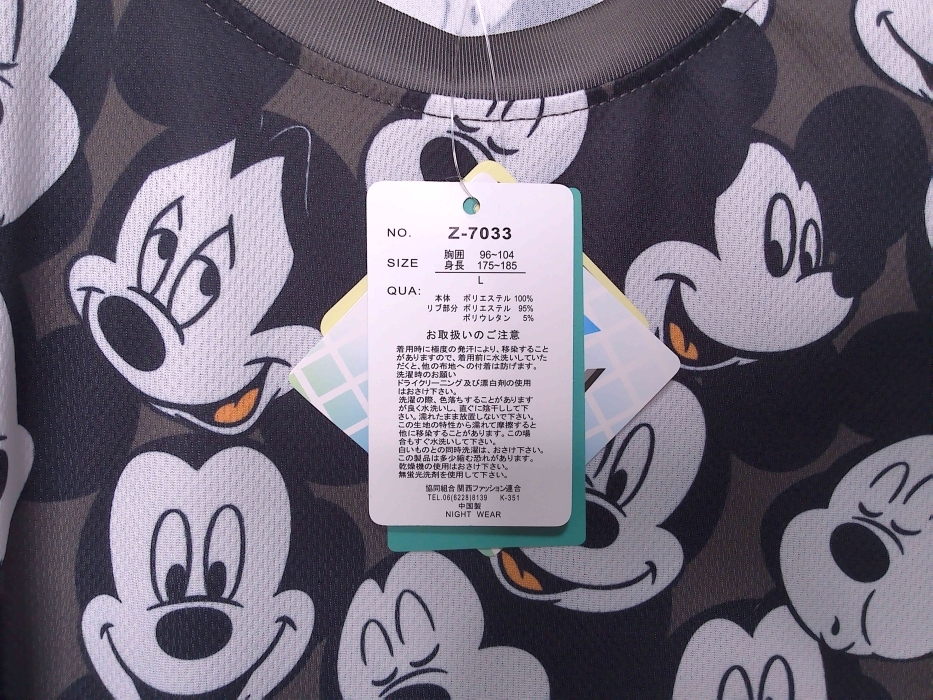 NO. Z-7033
SIZE 胸囲 96~104
身長 175~185
L
QUA:
本体 ポリエステル 100%
リブ部分 ポリエステル 95%
ポリウレタン 5%
お取扱いのご注意
着用時に極度の発汗により、移染すること
がありますので、着用前に水洗いしていた
だくと、他の布地への付着は防げます。
洗濯時のお願い
ドライクリーニング及び漂白剤の使用
はおさけ下さい。
洗濯の際、色落ちすることがあります
が良く水洗いし、直ぐに陰干しして下
さい。濡れたまま放置しないで下さい。
この生地の特性から濡れて摩擦すると
他に移染することがあります。この場
合もすぐ水洗いして下さい。
白いものとの同時洗濯は、お避け下さい。
この製品は多少縮む恐れがあります。
乾燥機の使用はおさけ下さい。
無蛍光洗剤を使用して下さい。
協同組合 関西ファッション連合
TEL.06(6228)8139 K-351
中国製
NIGHT WEAR